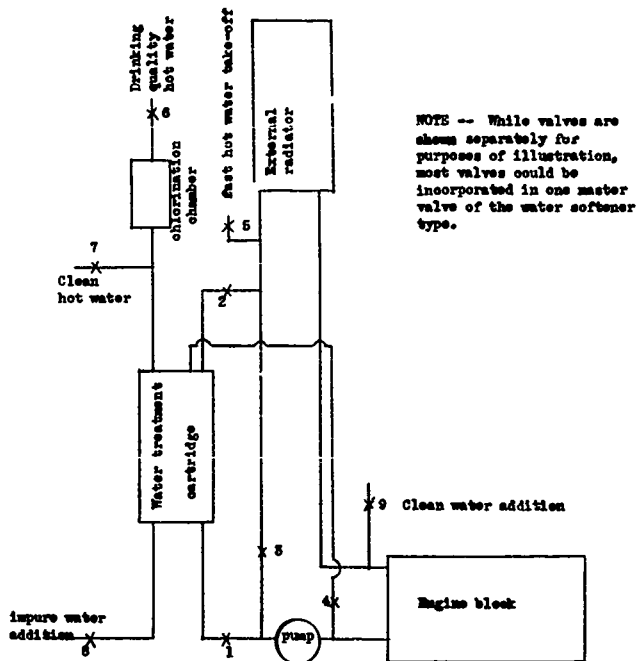 Drinking
quality
hot water
6
fast hot water take-off
External
radiator
NOTE -- While valves are
shown separately for
purposes of illustration,
most valves could be
incorporated in one master
valve of the water softener
type.
chlorination
chamber
5
7
Clean
hot water
2
Water treatment
cartridge
9 Clean water addition
3
4
Engine block
impure water
addition
8
1
pump